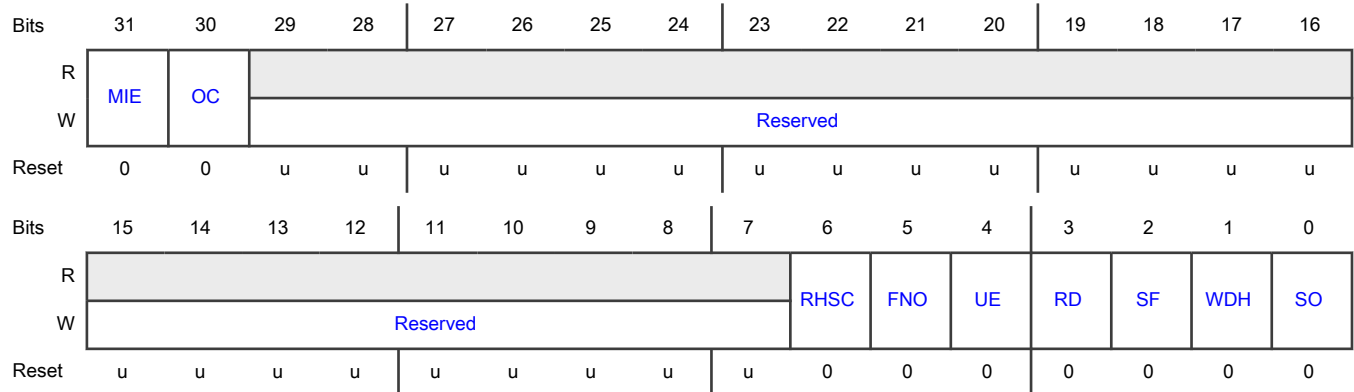 Bits 31 30 29 28 27 26 25 24 23 22 21 20 19 18 17 16
R
MIE OC
W Reserved
Reset 0 0 u u u u u u u u u u u u u u
Bits 15 14 13 12 11 10 9 8 7 6 5 4 3 2 1 0
R
RHSC FNO UE RD SF WDH SO
W Reserved
Reset u u u u u u u u u 0 0 0 0 0 0 0